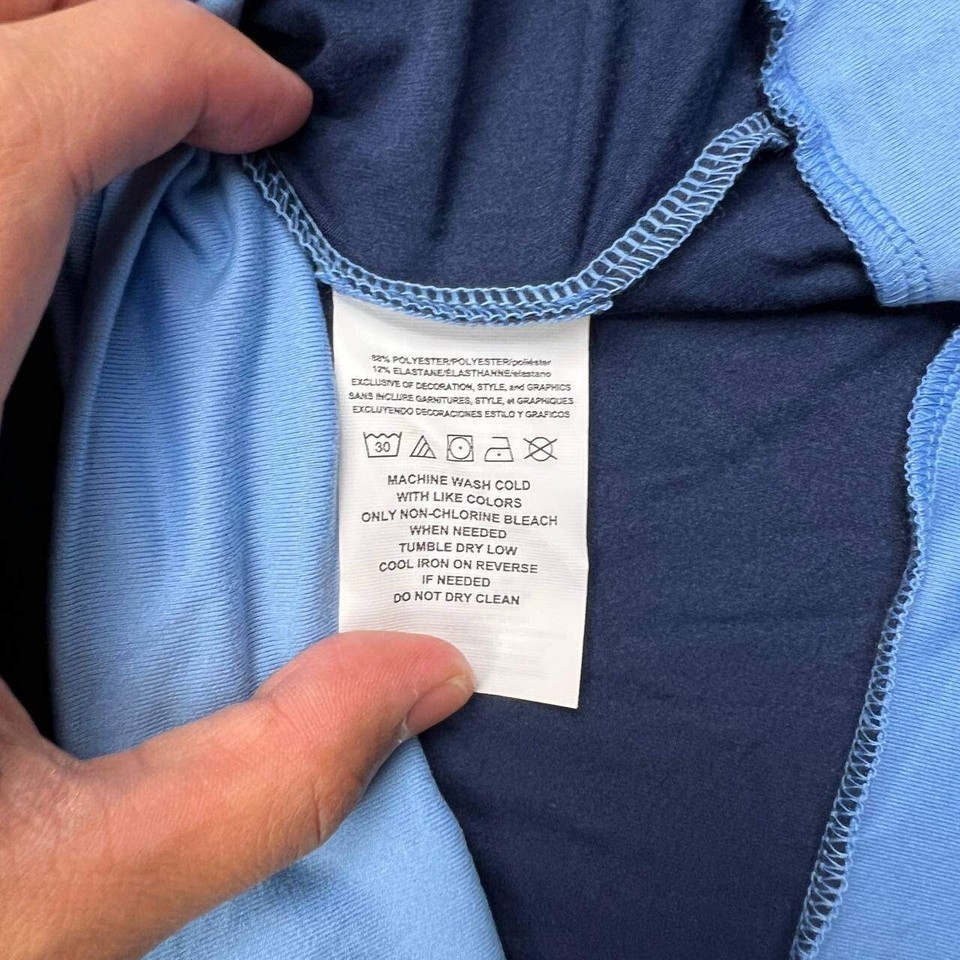 88% POLYESTER/POLYESTER/poliéster
12% ELASTANE/ÉLASTHANNE/elastano
EXCLUSIVE OF DECORATION, STYLE, and GRAPHICS
SANS INCLURE GARNITURES, STYLE, et GRAPHIQUES
EXCLUYENDO DECORACIONES ESTILO Y GRAFICOS
30
MACHINE WASH COLD
WITH LIKE COLORS
ONLY NON-CHLORINE BLEACH
WHEN NEEDED
TUMBLE DRY LOW
COOL IRON ON REVERSE
IF NEEDED
DO NOT DRY CLEAN